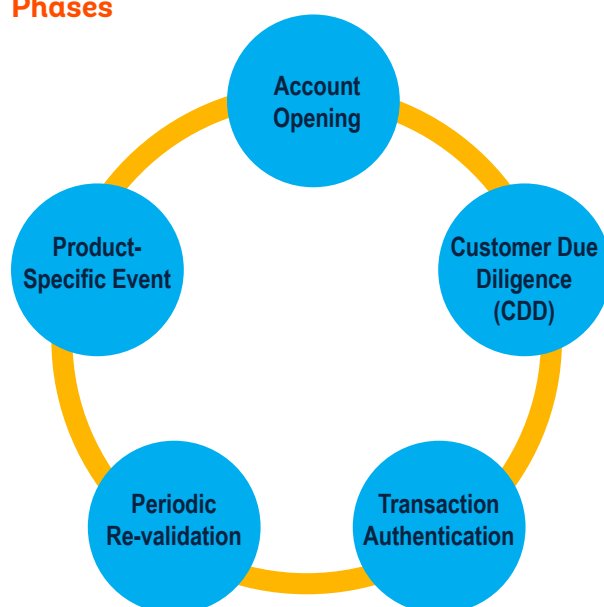 Phases
Account
Opening
Customer Due
Diligence
(CDD)
Transaction
Authentication
Periodic
Re-validation
Product-
Specific Event